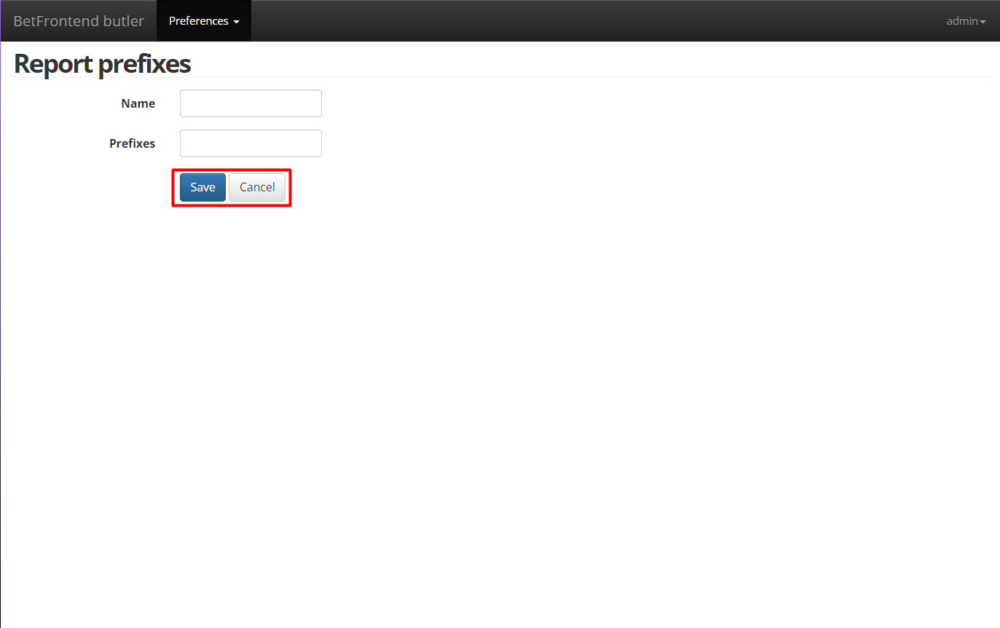 BetFrontend butler Preferences admin
Report prefixes
Name
Prefixes
Save Cancel